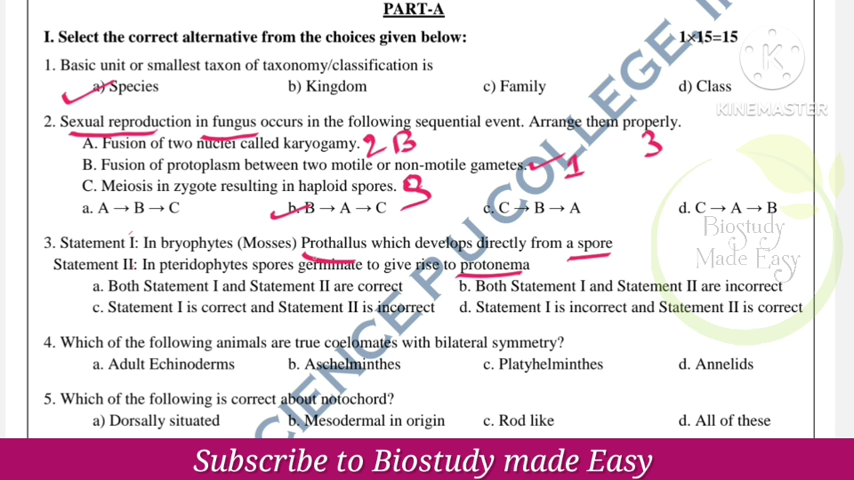 PART-A
I. Select the correct alternative from the choices given below: 1×15=15
1. Basic unit or smallest taxon of taxonomy/classification is
a) Species b) Kingdom c) Family d) Class
KINEMASTER
2. Sexual reproduction in fungus occurs in the following sequential event. Arrange them properly.
A. Fusion of two nuclei called karyogamy. 2 B 3
B. Fusion of protoplasm between two motile or non-motile gametes. I
C. Meiosis in zygote resulting in haploid spores. 3
a. A → B → C b. B → A → C c. C → B → A d. C → A → B
Biostudy
Made Easy
3. Statement I: In bryophytes (Mosses) Prothallus which develops directly from a spore
Statement II: In pteridophytes spores germinate to give rise to protonema
a. Both Statement I and Statement II are correct b. Both Statement I and Statement II are incorrect
c. Statement I is correct and Statement II is incorrect d. Statement I is incorrect and Statement II is correct
4. Which of the following animals are true coelomates with bilateral symmetry?
a. Adult Echinoderms b. Aschelminthes c. Platyhelminthes d. Annelids
5. Which of the following is correct about notochord?
a) Dorsally situated b. Mesodermal in origin c. Rod like d. All of these
CIENCE P U COLLEGE,
Subscribe to Biostudy made Easy